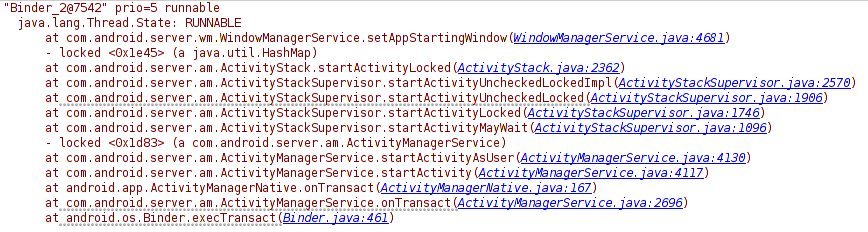 "Binder_2@7542" prio=5 runnable
java.lang.Thread.State: RUNNABLE
at com.android.server.wm.WindowManagerService.setAppStartingWindow(WindowManagerService.java:4681)
- locked <0x1e45> (a java.util.HashMap)
at com.android.server.am.ActivityStack.startActivityLocked(ActivityStack.java:2362)
at com.android.server.am.ActivityStackSupervisor.startActivityUncheckedLockedImpl(ActivityStackSupervisor.java:2570)
at com.android.server.am.ActivityStackSupervisor.startActivityUncheckedLocked(ActivityStackSupervisor.java:1906)
at com.android.server.am.ActivityStackSupervisor.startActivityLocked(ActivityStackSupervisor.java:1746)
at com.android.server.am.ActivityStackSupervisor.startActivityMayWait(ActivityStackSupervisor.java:1096)
- locked <0x1d83> (a com.android.server.am.ActivityManagerService)
at com.android.server.am.ActivityManagerService.startActivityAsUser(ActivityManagerService.java:4130)
at com.android.server.am.ActivityManagerService.startActivity(ActivityManagerService.java:4117)
at android.app.ActivityManagerNative.onTransact(ActivityManagerNative.java:167)
at com.android.server.am.ActivityManagerService.onTransact(ActivityManagerService.java:2696)
at android.os.Binder.execTransact(Binder.java:461)